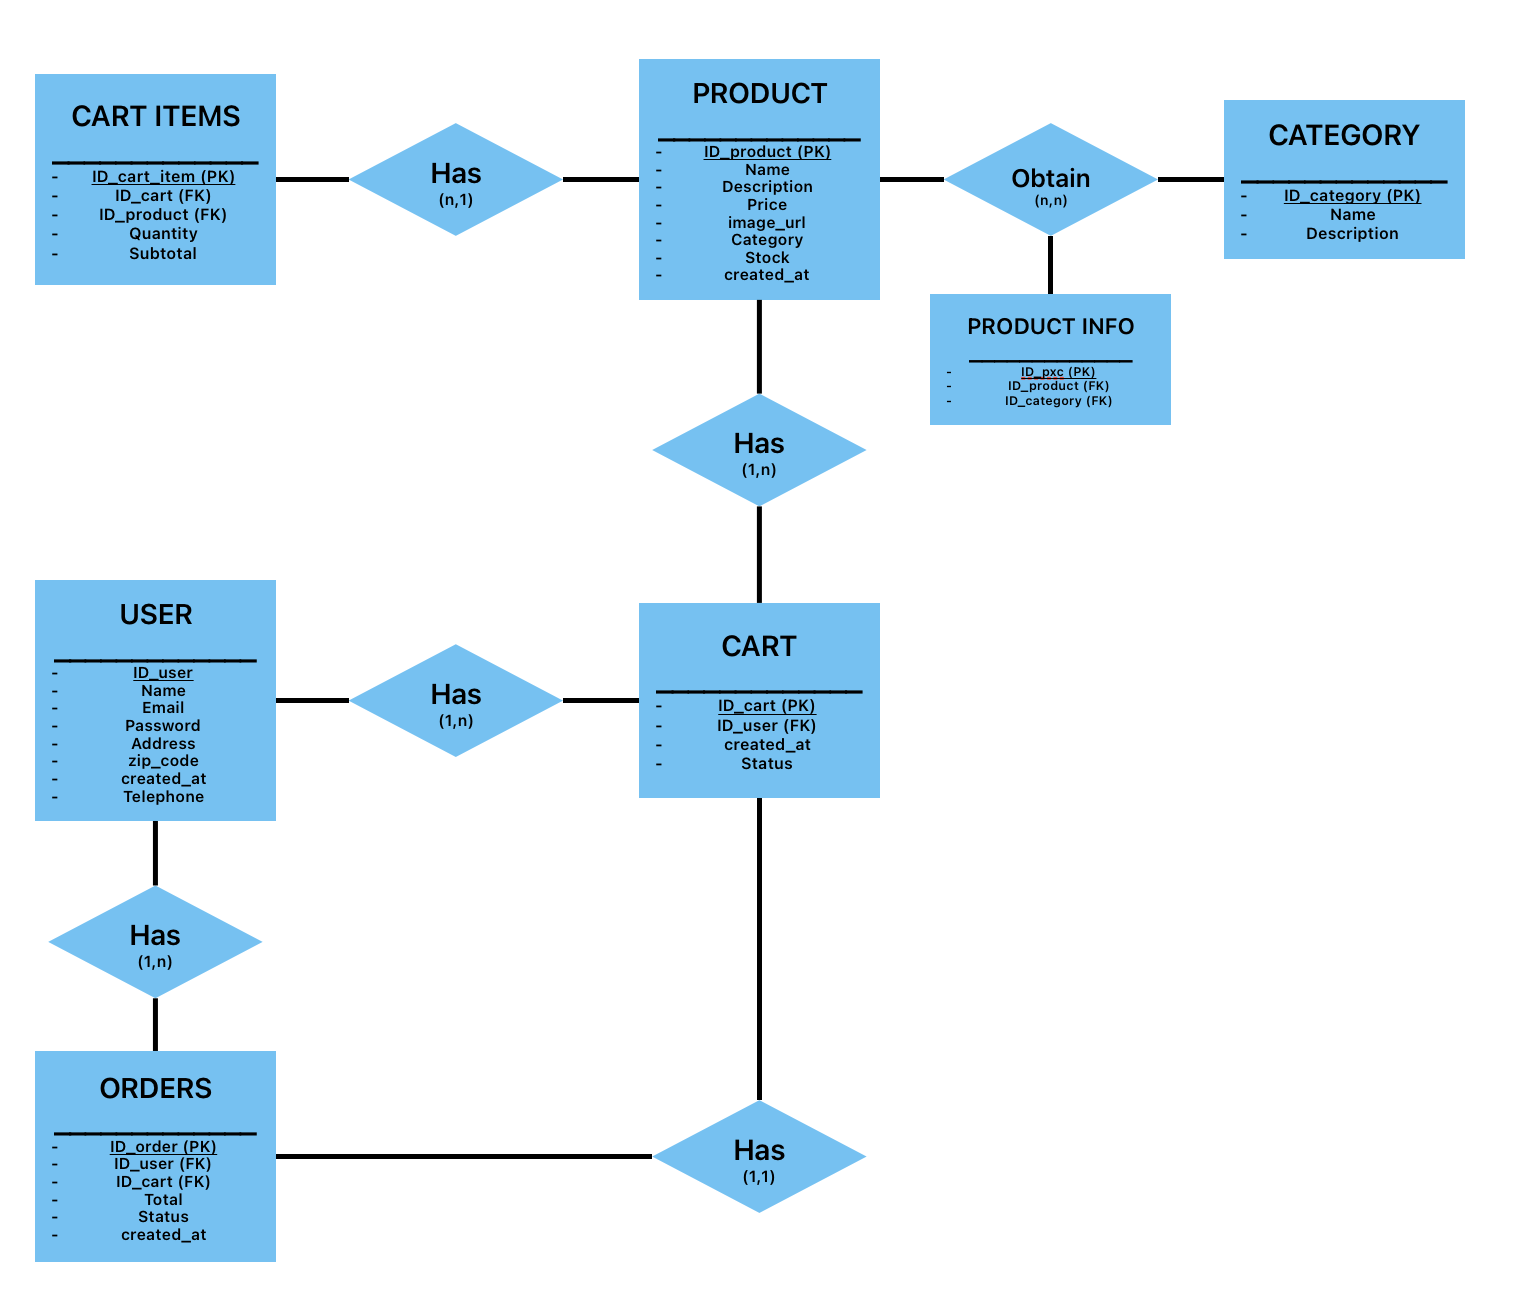 CART ITEMS
- ID_cart_item (PK)
- ID_cart (FK)
- ID_product (FK)
- Quantity
- Subtotal
Has
(n,1)
PRODUCT
- ID_product (PK)
- Name
- Description
- Price
- image_url
- Category
- Stock
- created_at
Obtain
(n,n)
CATEGORY
- ID_category (PK)
- Name
- Description
PRODUCT INFO
- ID_pxc (PK)
- ID_product (FK)
- ID_category (FK)
Has
(1,n)
USER
- ID_user
- Name
- Email
- Password
- Address
- zip_code
- created_at
- Telephone
Has
(1,n)
CART
- ID_cart (PK)
- ID_user (FK)
- created_at
- Status
Has
(1,n)
ORDERS
- ID_order (PK)
- ID_user (FK)
- ID_cart (FK)
- Total
- Status
- created_at
Has
(1,1)